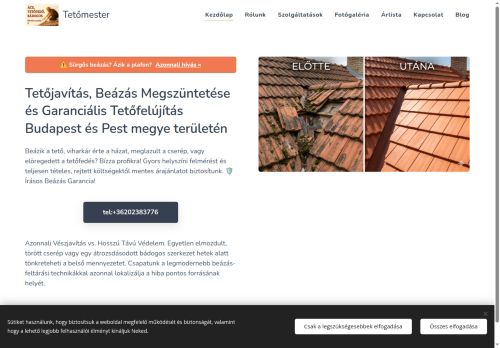 ÁCS, TETŐFEDŐ, BÁDOGOS
Tetőmester
Kezdőlap Rólunk Szolgáltatások Fotógaléria Árlista Kapcsolat Blog
⚠️ Sürgős beázás? Ázik a plafon? Azonnali hívás »
ELŐTTE UTÁNA
Tetőjavítás, Beázás Megszüntetése
és Garanciális Tetőfelújítás
Budapest és Pest megye területén
Beázik a tető, viharkár érte a házat, meglazult a cserép, vagy
elöregedett a tetőfedés? Bízza profikra! Gyors helyszíni felmérést és
teljesen tételes, rejtett költségektől mentes árajánlatot biztosítunk. 🛡️
Írásos Beázás Garancia!
tel:+36202383776
Azonnali Vészjavítás vs. Hosszú Távú Védelem: Egyetlen elmozdult,
törött cserép vagy egy átrozsdásodott bádogos szerkezet hetek alatt
tönkreteheti a belső mennyezetet. Csapatunk a legmodernebb beázás-
feltárási technikákkal azonnal lokalizálja a hiba pontos forrásának
helyét.
Sütiket használunk, hogy biztosítsuk a weboldal megfelelő működését és biztonságát, valamint
hogy a lehető legjobb felhasználói élményt kínáljuk Neked.
Csak a legszükségesebbek elfogadása
Összes elfogadása